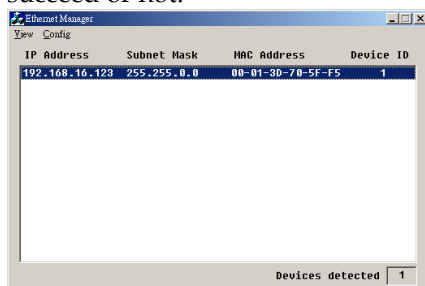 succeed or not.
Ethernet Manager
View Config
IP Address Subnet Mask MAC Address Device ID
192.168.16.123 255.255.0.0 00-01-3D-70-5F-F5 1
Devices detected 1